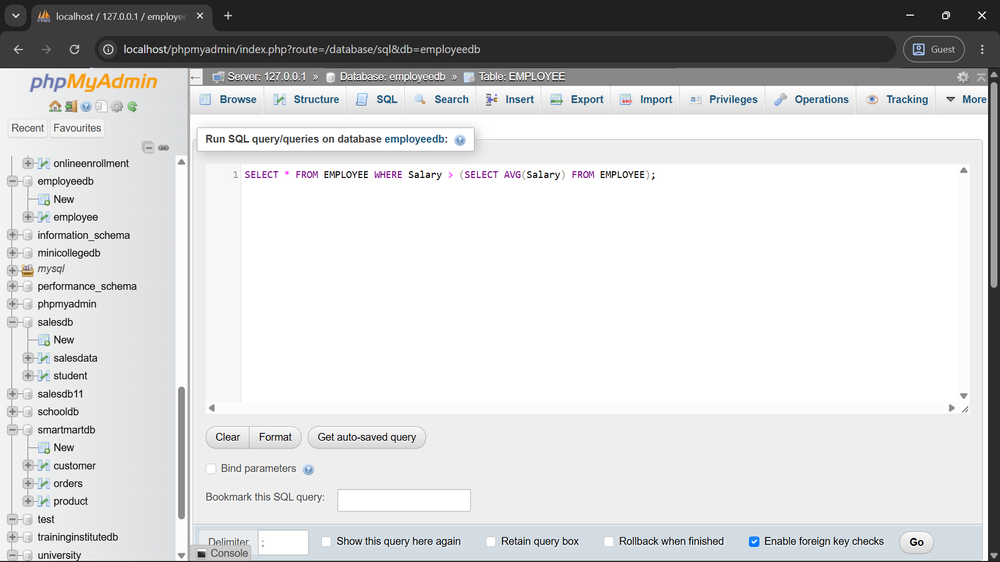 localhost / 127.0.0.1 / employee
localhost/phpmyadmin/index.php?route=/database/sql&db=employeedb
Guest
phpMyAdmin
Recent
Favourites
onlineenrollment
employeedb
New
employee
information_schema
minicollegedb
mysql
performance_schema
phpmyadmin
salesdb
New
salesdata
student
salesdb11
schooldb
smartmartdb
New
customer
orders
product
test
traininginstitutedb
university
Server: 127.0.0.1 » Database: employeedb » Table: EMPLOYEE
Browse
Structure
SQL
Search
Insert
Export
Import
Privileges
Operations
Tracking
More
Run SQL query/queries on database employeedb:
1 SELECT * FROM EMPLOYEE WHERE Salary > (SELECT AVG(Salary) FROM EMPLOYEE);
Clear
Format
Get auto-saved query
Bind parameters
Bookmark this SQL query:
Delimiter ;
Show this query here again
Retain query box
Rollback when finished
Enable foreign key checks
Go
Console